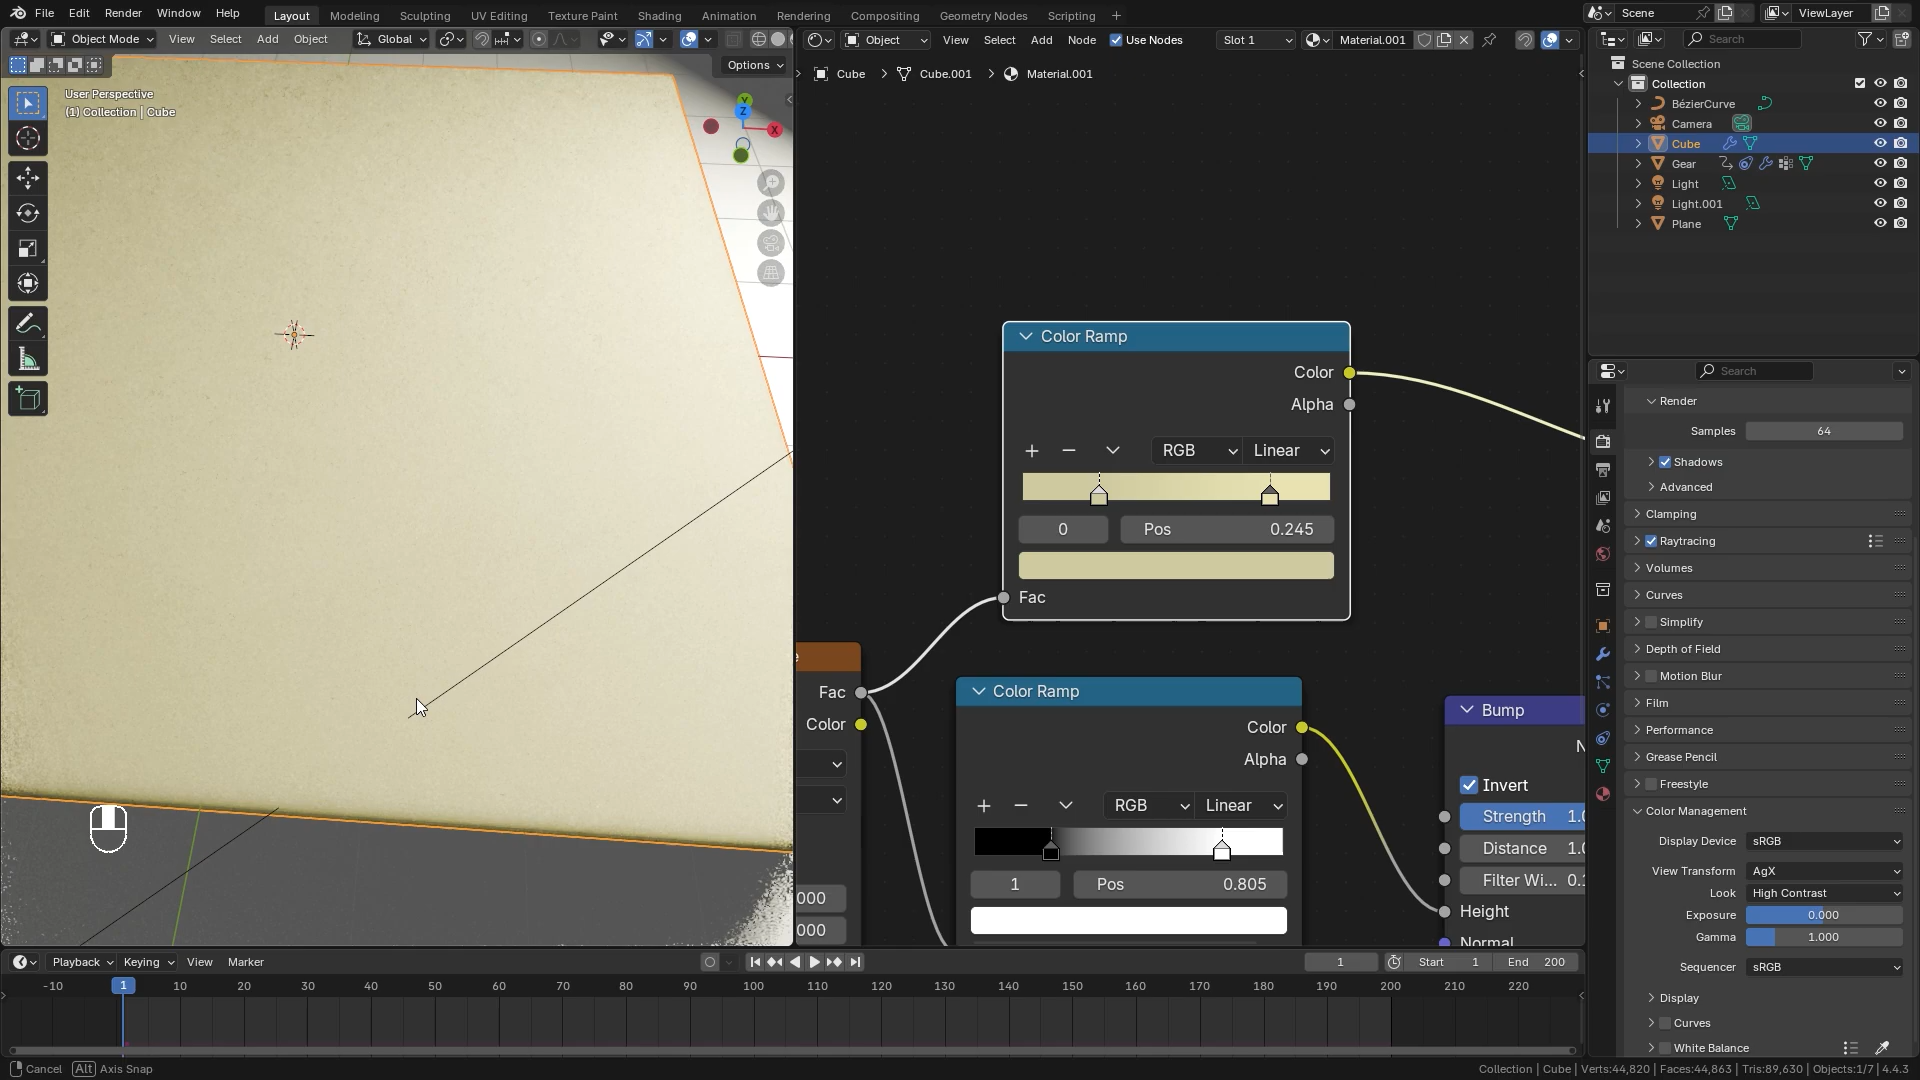 File Edit Render Window Help
Layout Modeling Sculpting UV Editing Texture Paint Shading Animation Rendering Compositing Geometry Nodes Scripting +
Scene ViewLayer
Object Mode View Select Add Object Global
Options
User Perspective
(1) Collection | Cube
Y
Z
X
Object View Select Add Node Use Nodes Slot 1 Material.001
Cube > Cube.001 > Material.001
Color Ramp
Color
Alpha
RGB Linear
0 Pos 0.245
Fac
Fac
Color
000
000
Color Ramp
Color
Alpha
RGB Linear
1 Pos 0.805
Bump
N
Invert
Strength 1.0
Distance 1.0
Filter Wi... 0.
Height
Normal
Search
Scene Collection
Collection
BézierCurve
Camera
Cube
Gear
Light
Light.001
Plane
Search
Render
Samples 64
Shadows
Advanced
Clamping
Raytracing
Volumes
Curves
Simplify
Depth of Field
Motion Blur
Film
Performance
Grease Pencil
Freestyle
Color Management
Display Device sRGB
View Transform AgX
Look High Contrast
Exposure 0.000
Gamma 1.000
Sequencer sRGB
Display
Curves
White Balance
Playback Keying View Marker
1 Start 1 End 200
-10 1 10 20 30 40 50 60 70 80 90 100 110 120 130 140 150 160 170 180 190 200 210 220
Cancel Alt Axis Snap
Collection | Cube | Verts:44,820 | Faces:44,863 | Tris:89,630 | Objects:1/7 | 4.4.3